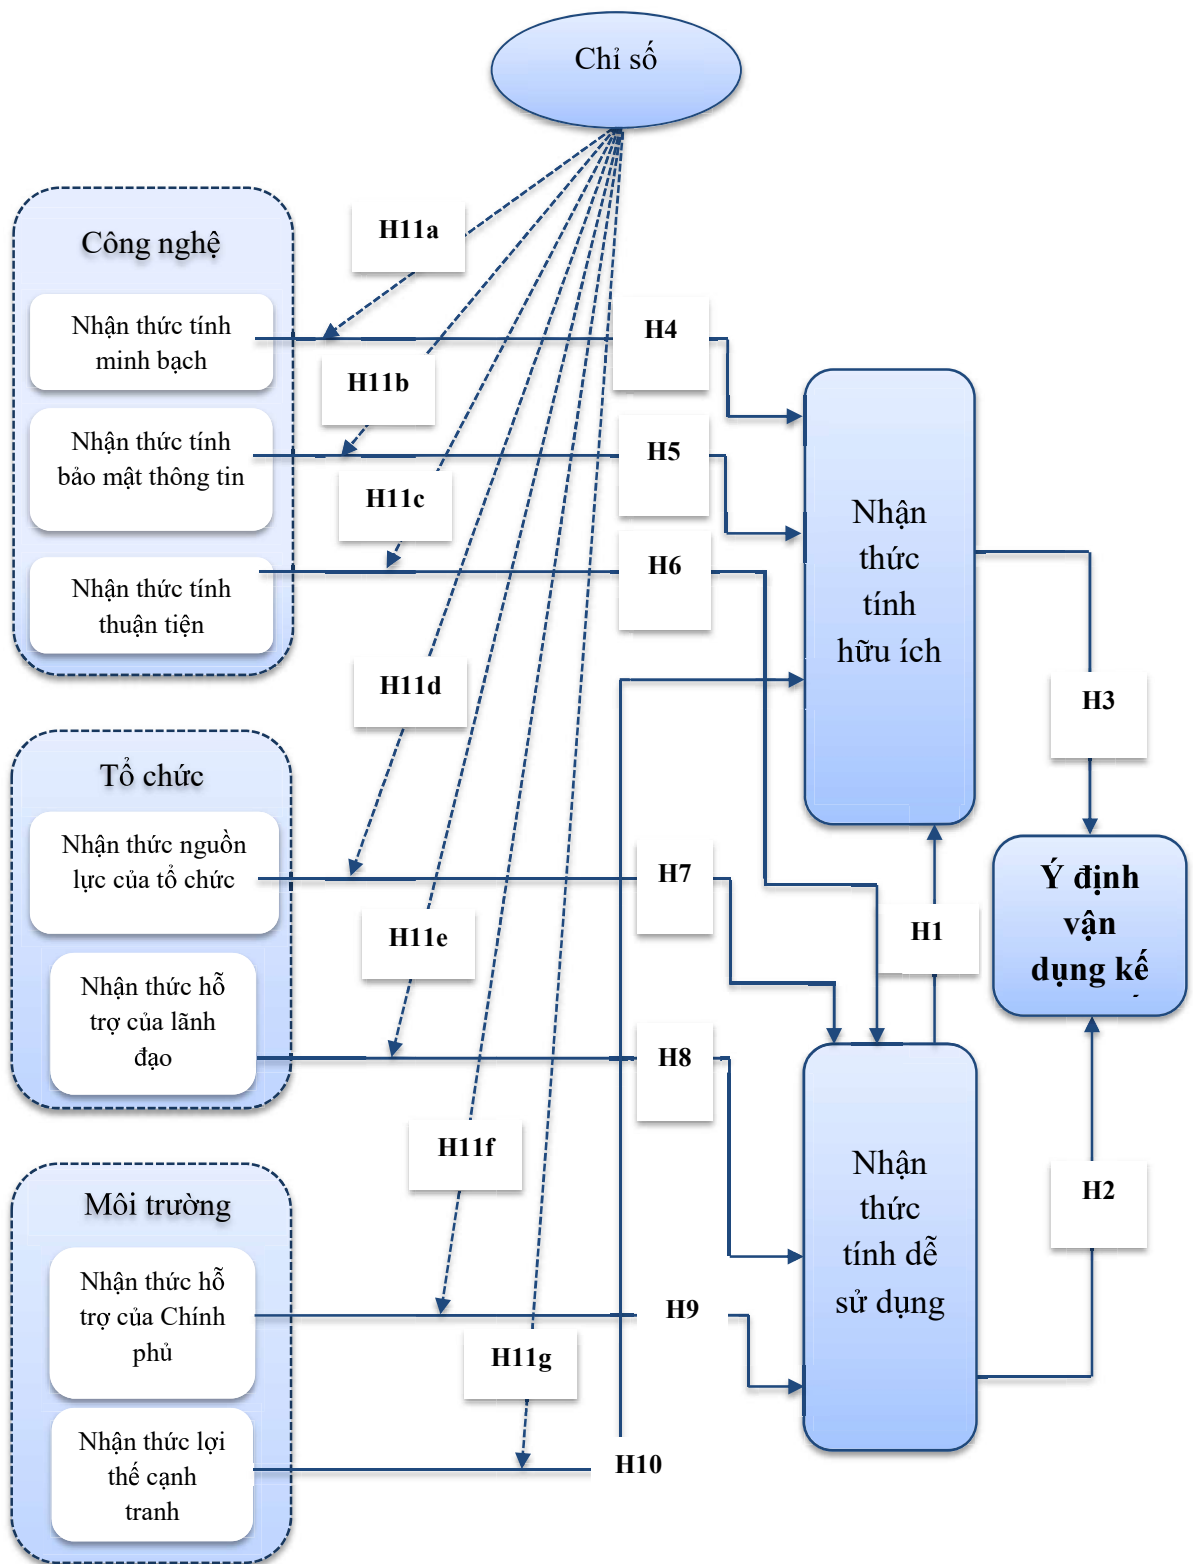 Chỉ số
H11a
Công nghệ
Nhận thức tính
minh bạch
H4
H11b
Nhận thức tính
bảo mật thông tin
H5
H11c
Nhận thức tính
thuận tiện
H6
Nhận
thức
tính
hữu ích
H11d
H3
Tổ chức
Nhận thức nguồn
lực của tổ chức
H7
Ý định
vận
dụng kế
H11e
H1
Nhận thức hỗ
trợ của lãnh
đạo
H8
H11f
Nhận
thức
tính dễ
sử dụng
H2
Môi trường
Nhận thức hỗ
trợ của Chính
phủ
H9
H11g
Nhận thức lợi
thế cạnh
tranh
H10